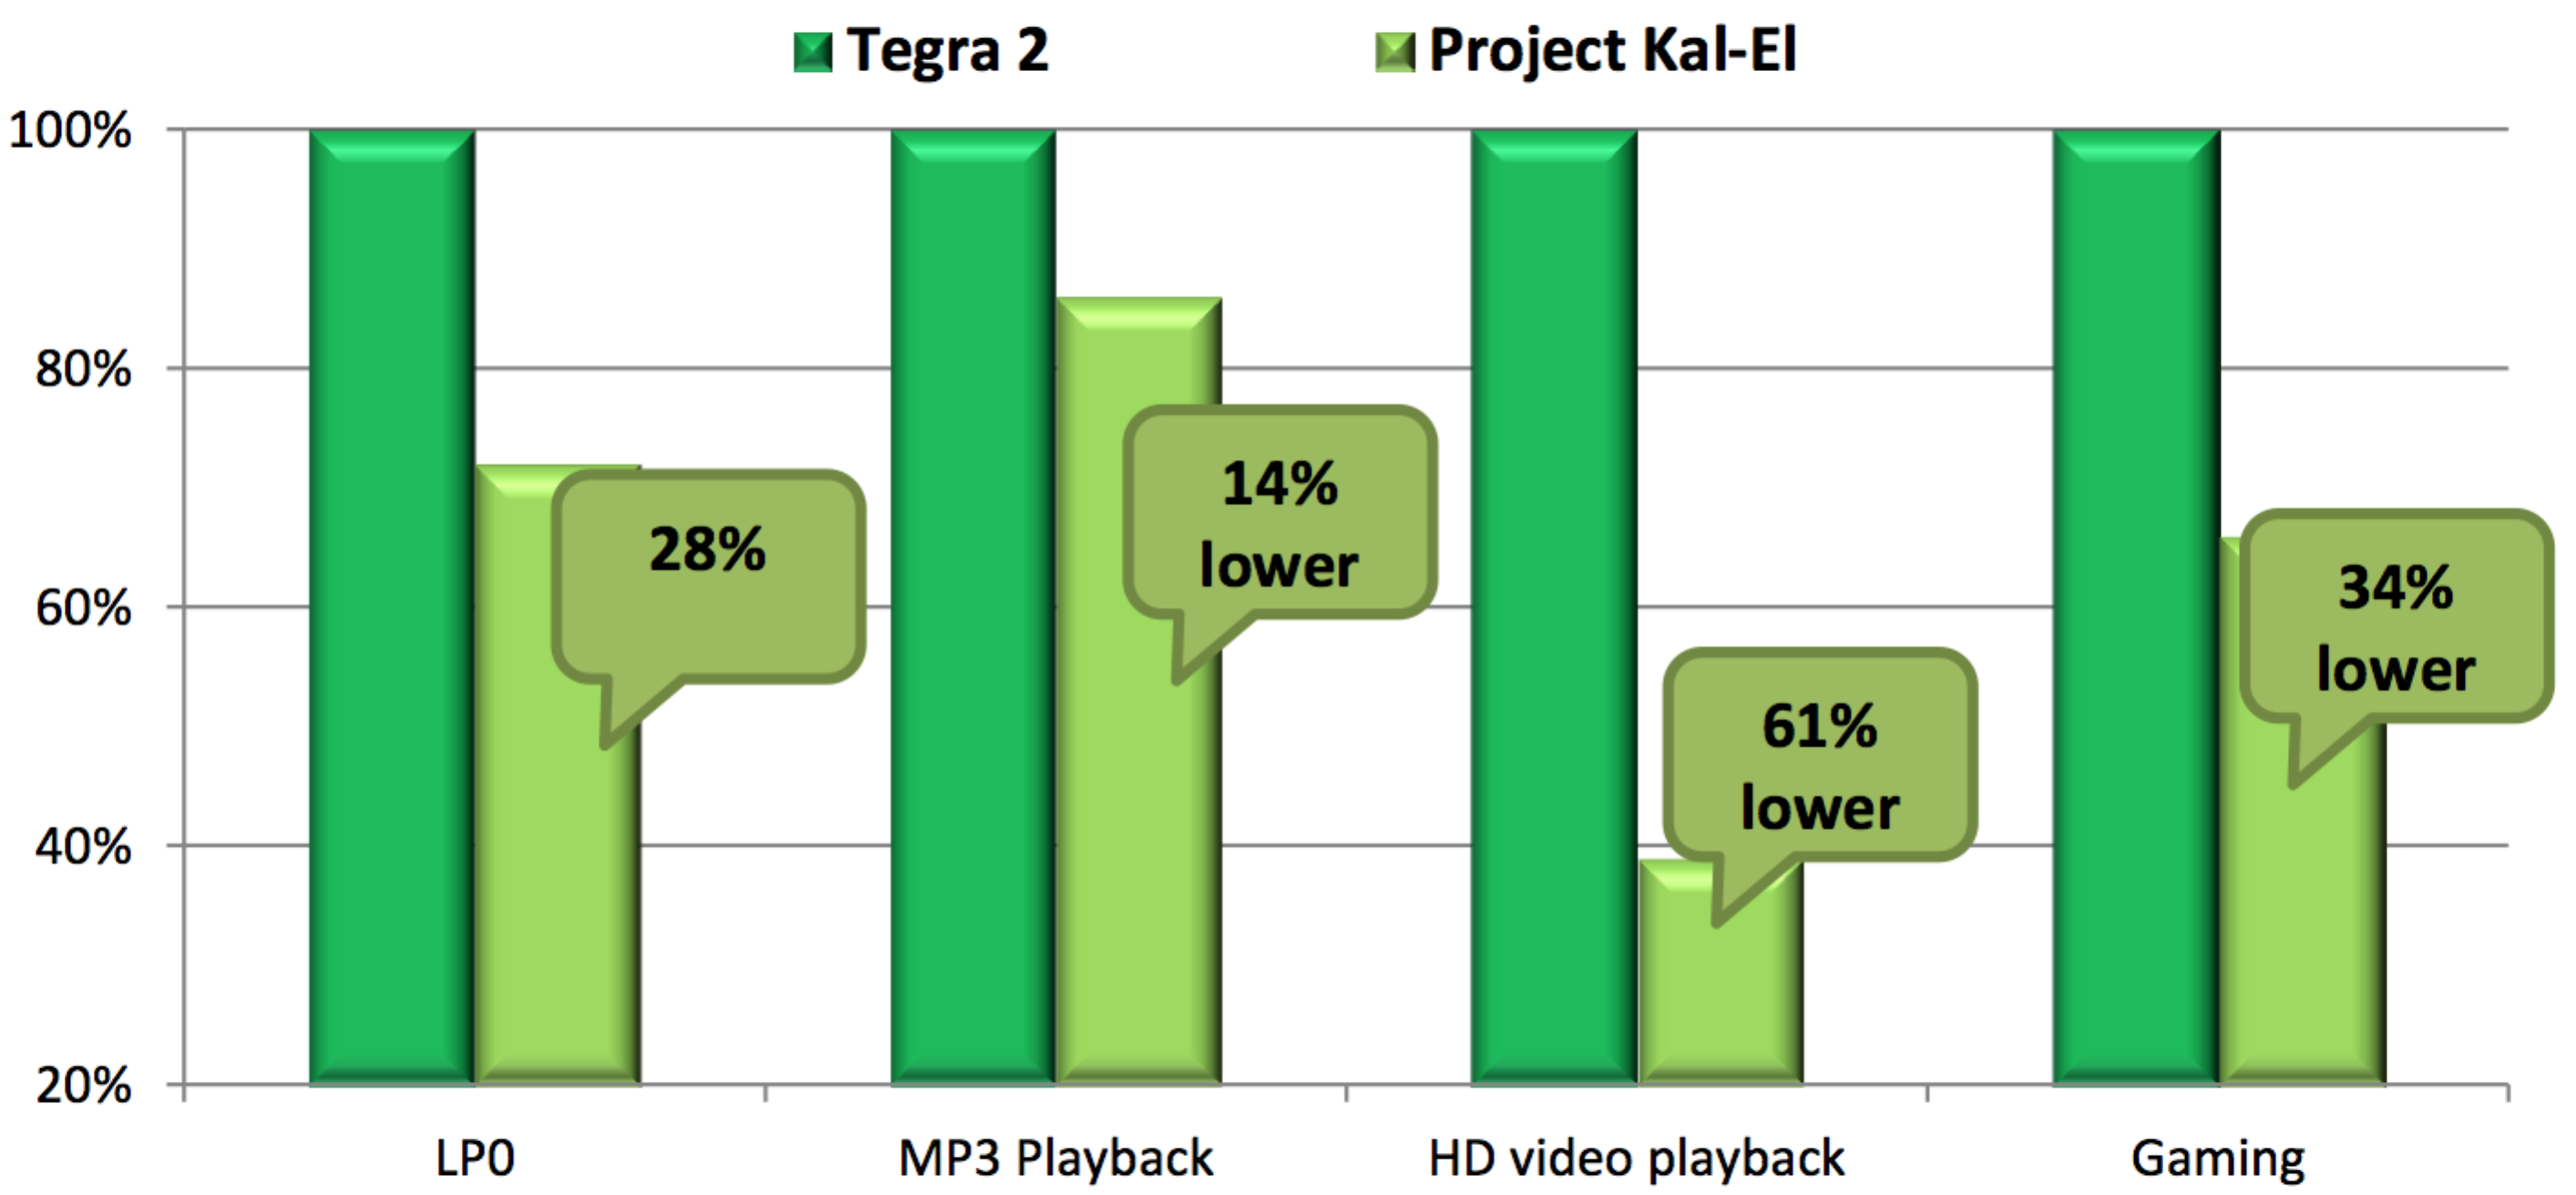 Tegra 2 Project Kal-El
100%
80%
60%
40%
20%
28%
14%
lower
61%
lower
34%
lower
LP0 MP3 Playback HD video playback Gaming